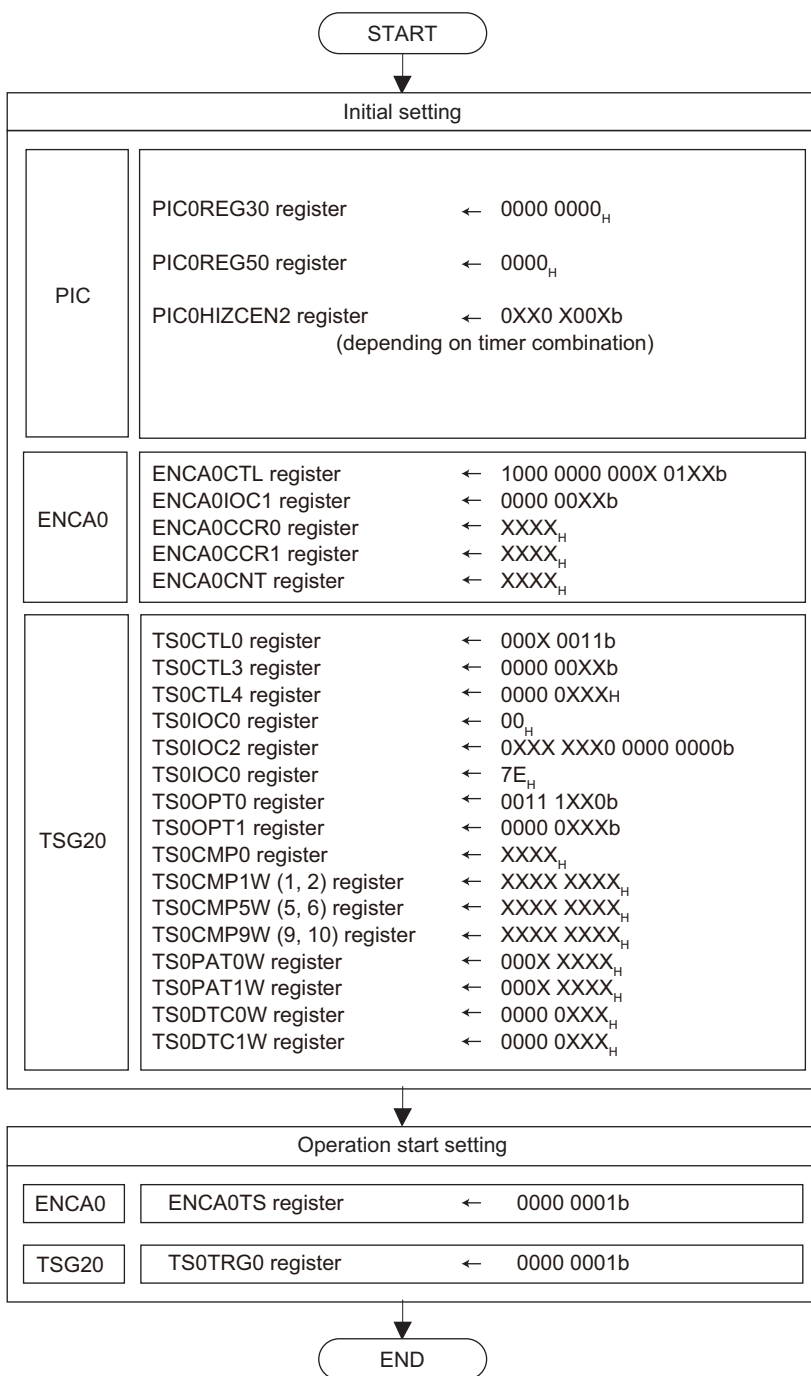 START
Initial setting
PIC
PIC0REG30 register ← 0000 0000H
PIC0REG50 register ← 0000H
PIC0HIZCEN2 register ← 0XX0 X00Xb
(depending on timer combination)
ENCA0
ENCA0CTL register ← 1000 0000 000X 01XXb
ENCA0IOC1 register ← 0000 00XXb
ENCA0CCR0 register ← XXXXH
ENCA0CCR1 register ← XXXXH
ENCA0CNT register ← XXXXH
TSG20
TS0CTL0 register ← 000X 0011b
TS0CTL3 register ← 0000 00XXb
TS0CTL4 register ← 0000 0XXXH
TS0IOC0 register ← 00H
TS0IOC2 register ← 0XXX XXX0 0000 0000b
TS0IOC0 register ← 7EH
TS0OPT0 register ← 0011 1XX0b
TS0OPT1 register ← 0000 0XXXb
TS0CMP0 register ← XXXXH
TS0CMP1W (1, 2) register ← XXXX XXXXH
TS0CMP5W (5, 6) register ← XXXX XXXXH
TS0CMP9W (9, 10) register ← XXXX XXXXH
TS0PAT0W register ← 000X XXXXH
TS0PAT1W register ← 000X XXXXH
TS0DTC0W register ← 0000 0XXXH
TS0DTC1W register ← 0000 0XXXH
Operation start setting
ENCA0 ENCA0TS register ← 0000 0001b
TSG20 TS0TRG0 register ← 0000 0001b
END